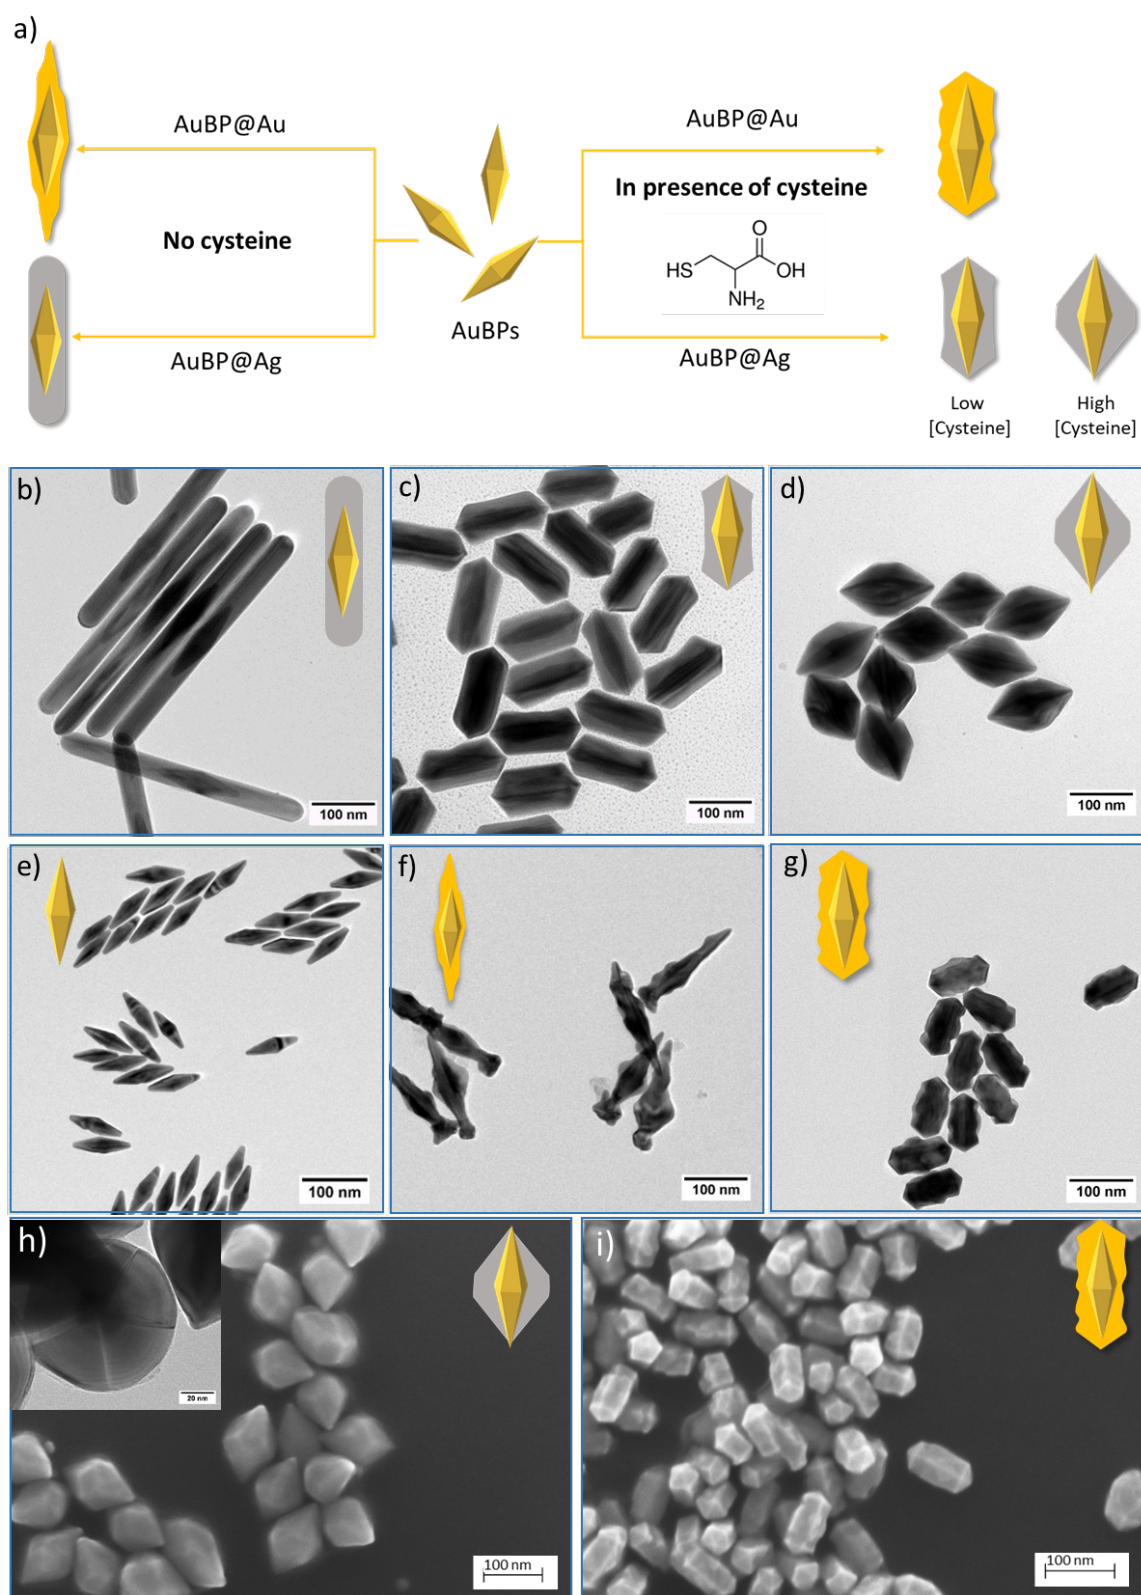 a)
AuBP@Au
AuBP@Au
No cysteine
In presence of cysteine
O
HS
OH
NH₂
AuBPs
AuBP@Ag
AuBP@Ag
Low
[Cysteine]
High
[Cysteine]
b)
100 nm
c)
100 nm
d)
100 nm
e)
100 nm
f)
100 nm
g)
100 nm
h)
20 nm
100 nm
i)
100 nm